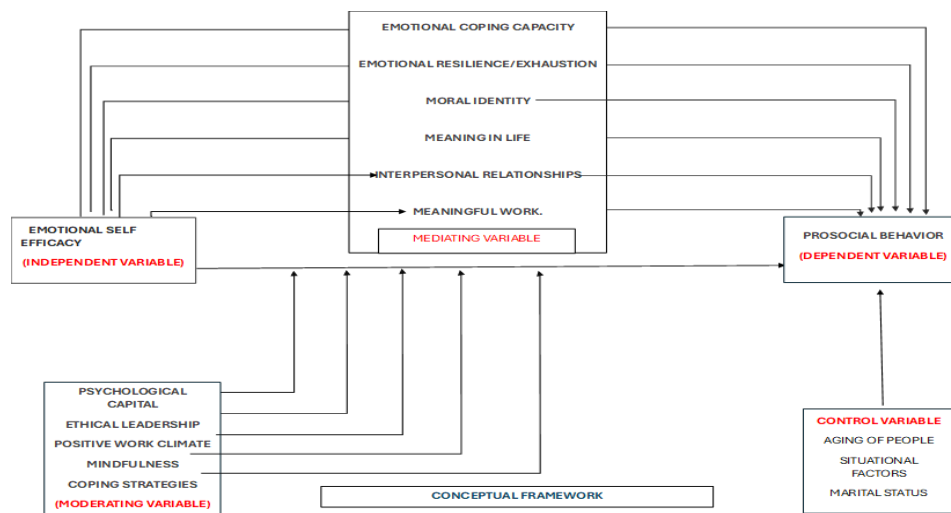 EMOTIONAL COPING CAPACITY
EMOTIONAL RESILIENCE/EXHAUSTION
MORAL IDENTITY
MEANING IN LIFE
INTERPERSONAL RELATIONSHIPS
MEANINGFUL WORK.
MEDIATING VARIABLE
EMOTIONAL SELF
EFFICACY
(INDEPENDENT VARIABLE)
PROSOCIAL BEHAVIOR
(DEPENDENT VARIABLE)
PSYCHOLOGICAL
CAPITAL
ETHICAL LEADERSHIP
POSITIVE WORK CLIMATE
MINDFULNESS
COPING STRATEGIES
(MODERATING VARIABLE)
CONTROL VARIABLE
AGING OF PEOPLE
SITUATIONAL
FACTORS
MARITAL STATUS
CONCEPTUAL FRAMEWORK